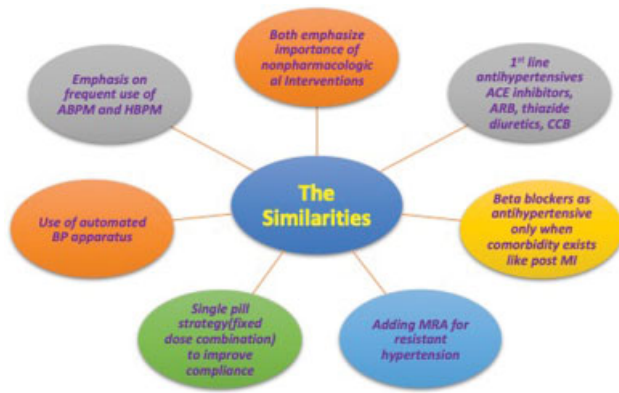 Both emphasize
importance of
nonpharmacologic
al Interventions
1st line
antihypertensives
ACE inhibitors,
ARB, thiazide
diuretics, CCB
Emphasis on
frequent use of
ABPM and HBPM
The
Similarities
Beta blockers as
antihypertensive
only when
comorbidity exists
like post MI
Use of automated
BP apparatus
Single pill
strategy(fixed
dose combination)
to improve
compliance
Adding MRA for
resistant
hypertension